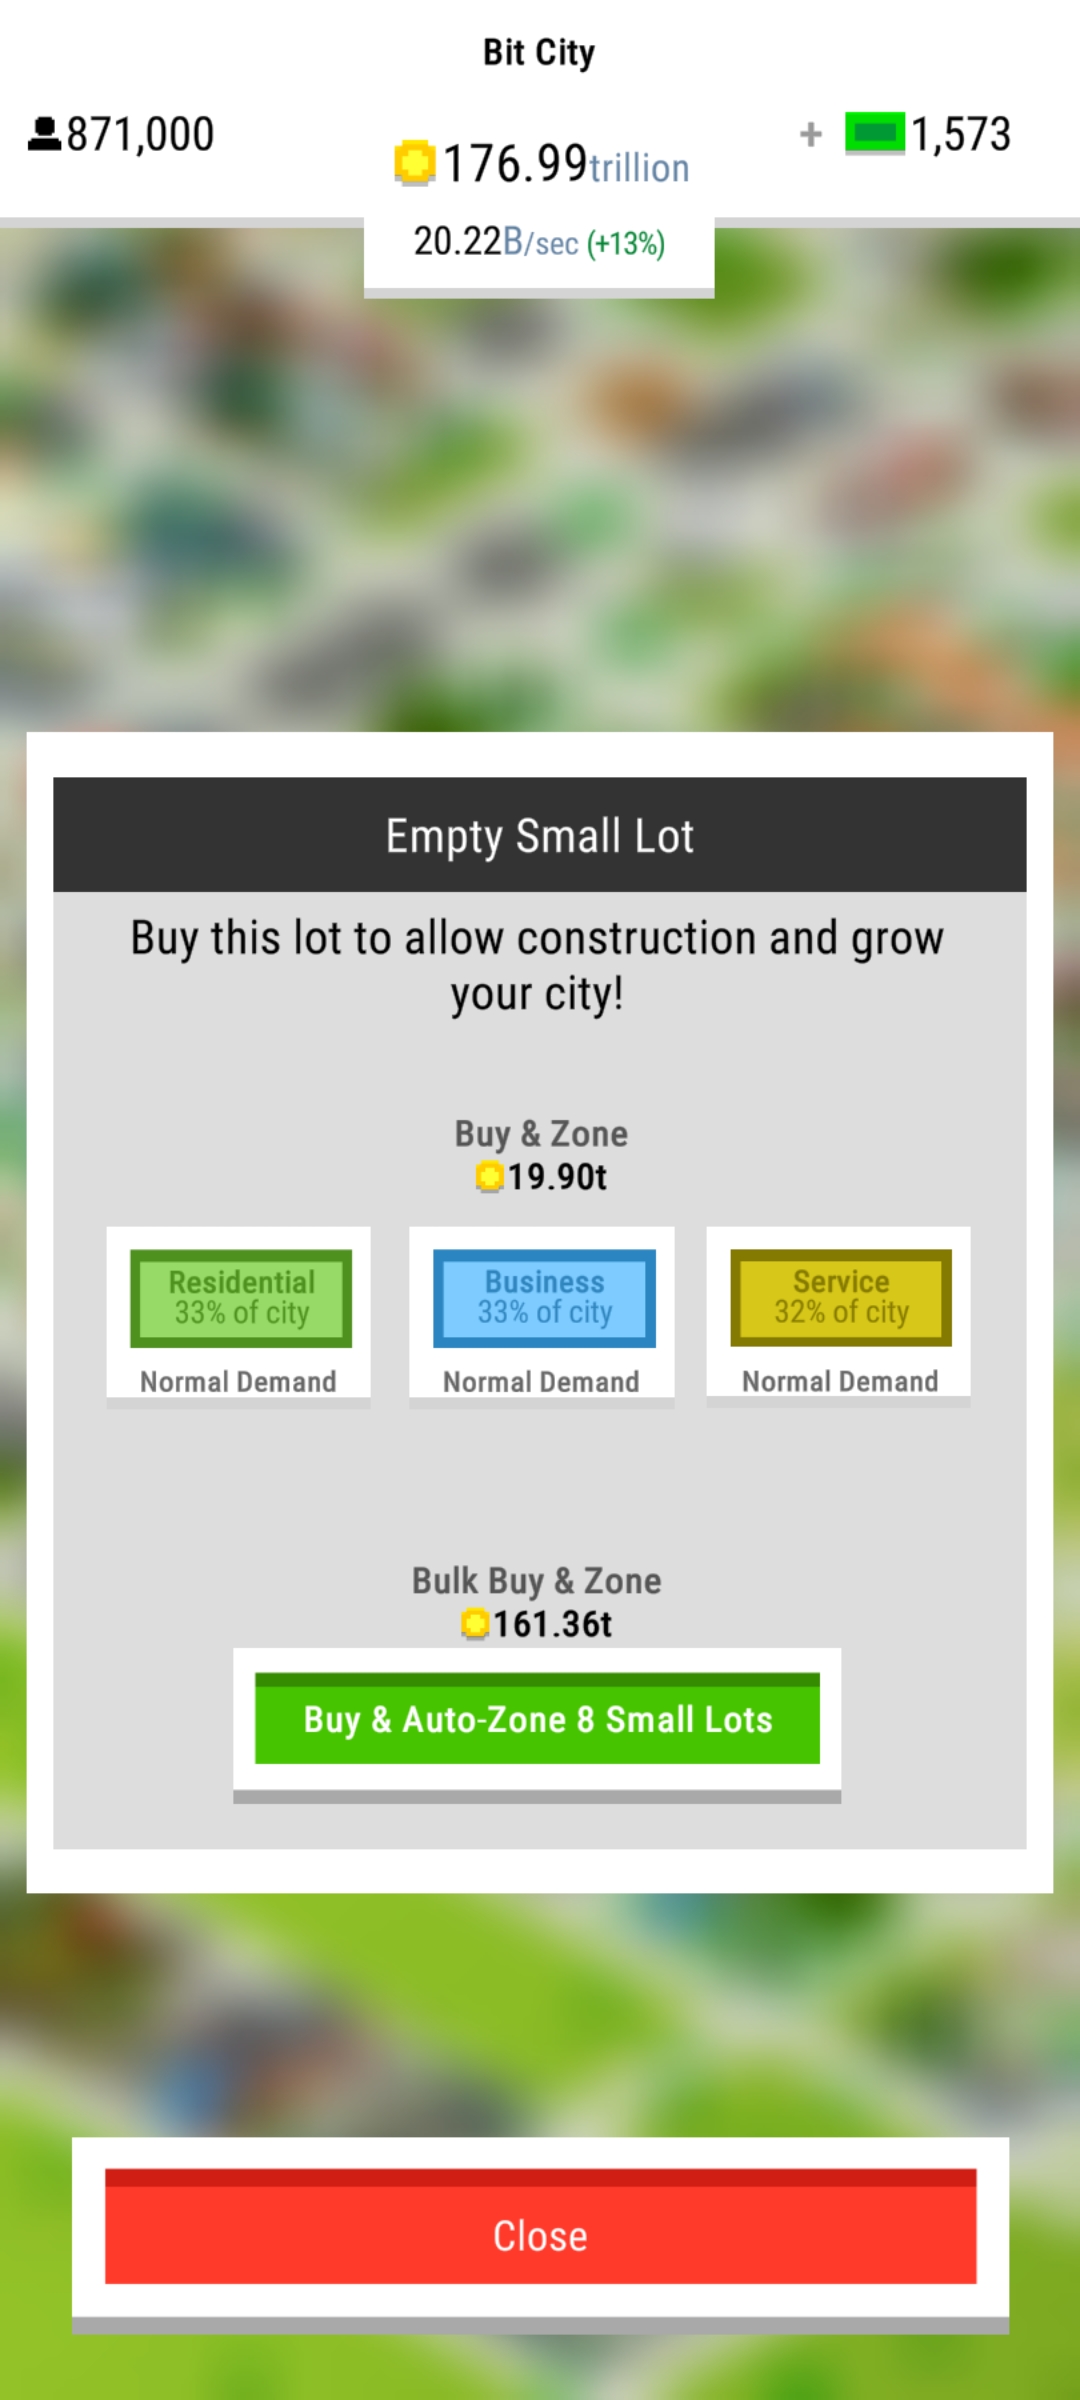 Bit City
871,000
176.99trillion
+ 1,573
20.22B/sec (+13%)
Empty Small Lot
Buy this lot to allow construction and grow
your city!
Buy & Zone
19.90t
Residential
33% of city
Normal Demand
Business
33% of city
Normal Demand
Service
32% of city
Normal Demand
Bulk Buy & Zone
161.36t
Buy & Auto-Zone 8 Small Lots
Close